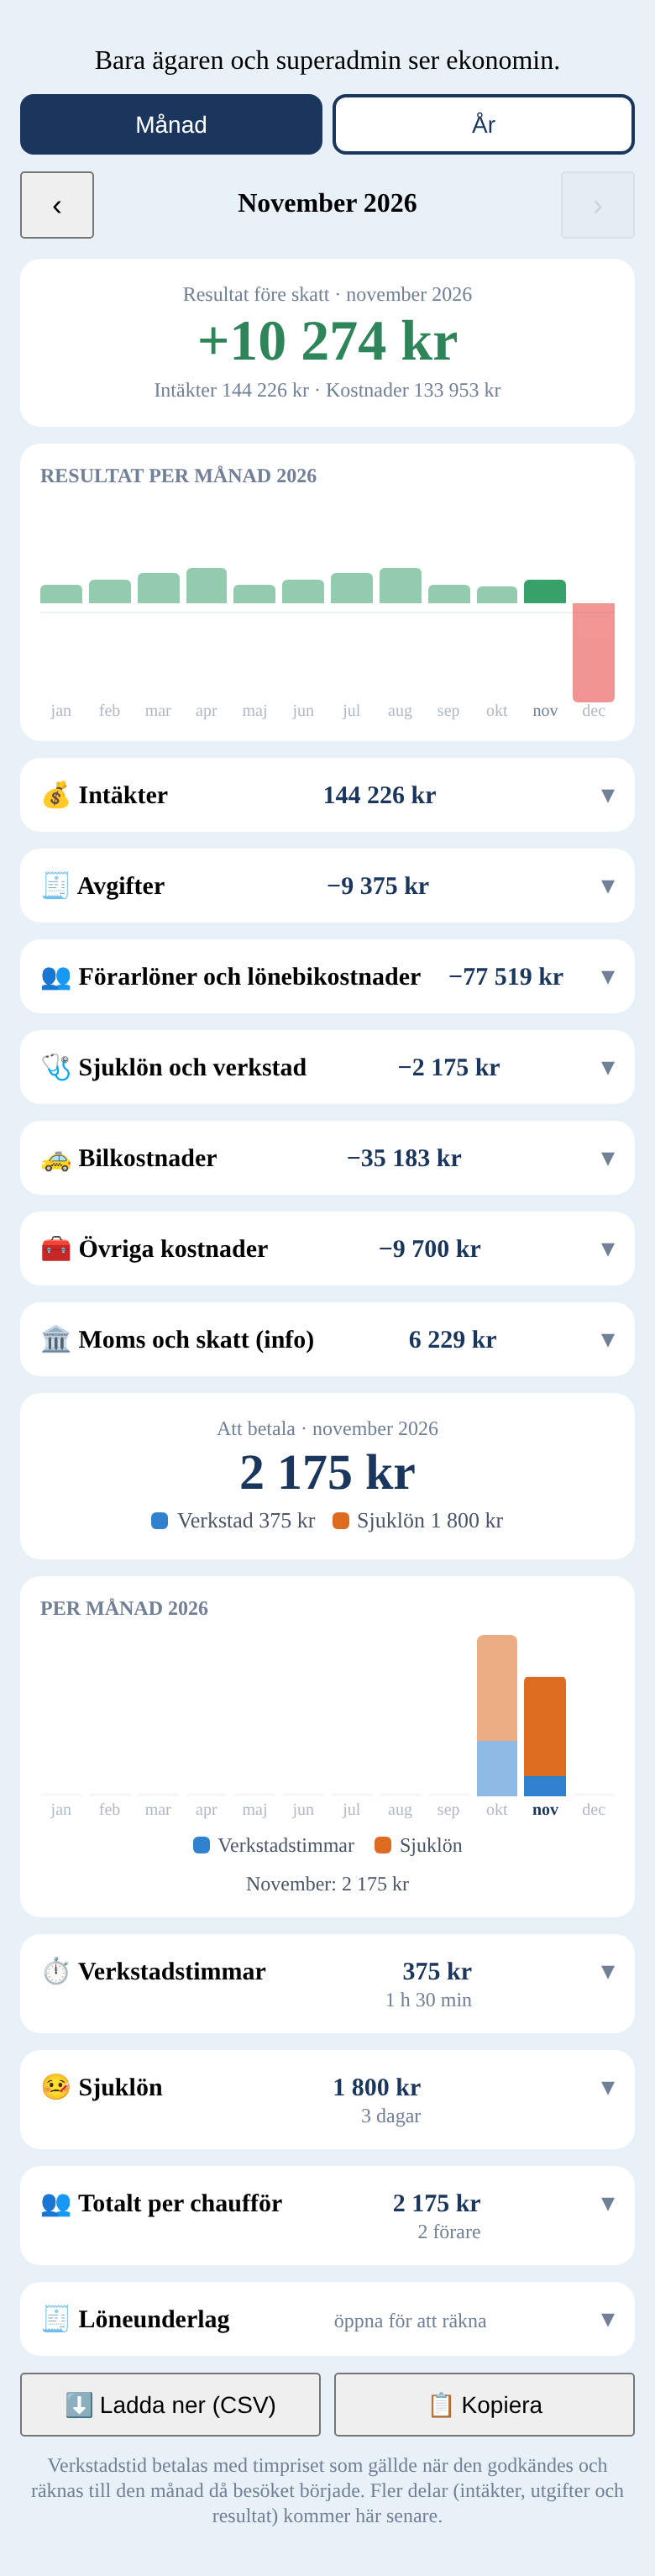 Bara ägaren och superadmin ser ekonomin.
Månad
År
‹
November 2026
›
Resultat före skatt · november 2026
+10 274 kr
Intäkter 144 226 kr · Kostnader 133 953 kr
RESULTAT PER MÅNAD 2026
jan feb mar apr maj jun jul aug sep okt nov dec
💰 Intäkter 144 226 kr ▼
🧾 Avgifter −9 375 kr ▼
👥 Förarlöner och lönebikostnader −77 519 kr ▼
🩺 Sjuklön och verkstad −2 175 kr ▼
🚕 Bilkostnader −35 183 kr ▼
🧰 Övriga kostnader −9 700 kr ▼
🏛️ Moms och skatt (info) 6 229 kr ▼
Att betala · november 2026
2 175 kr
Verkstad 375 kr Sjuklön 1 800 kr
PER MÅNAD 2026
jan feb mar apr maj jun jul aug sep okt nov dec
Verkstadstimmar Sjuklön
November: 2 175 kr
⏱️ Verkstadstimmar 375 kr ▼
1 h 30 min
🤒 Sjuklön 1 800 kr ▼
3 dagar
👥 Totalt per chaufför 2 175 kr ▼
2 förare
🧾 Löneunderlag öppna för att räkna ▼
⬇️ Ladda ner (CSV)
📋 Kopiera
Verkstadstid betalas med timpriset som gällde när den godkändes och
räknas till den månad då besöket började. Fler delar (intäkter, utgifter och
resultat) kommer här senare.